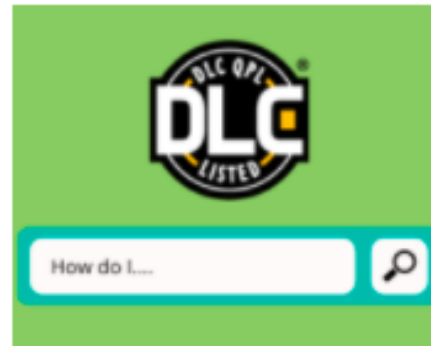 DLC QPL
DLC
LISTED
®
How do I....